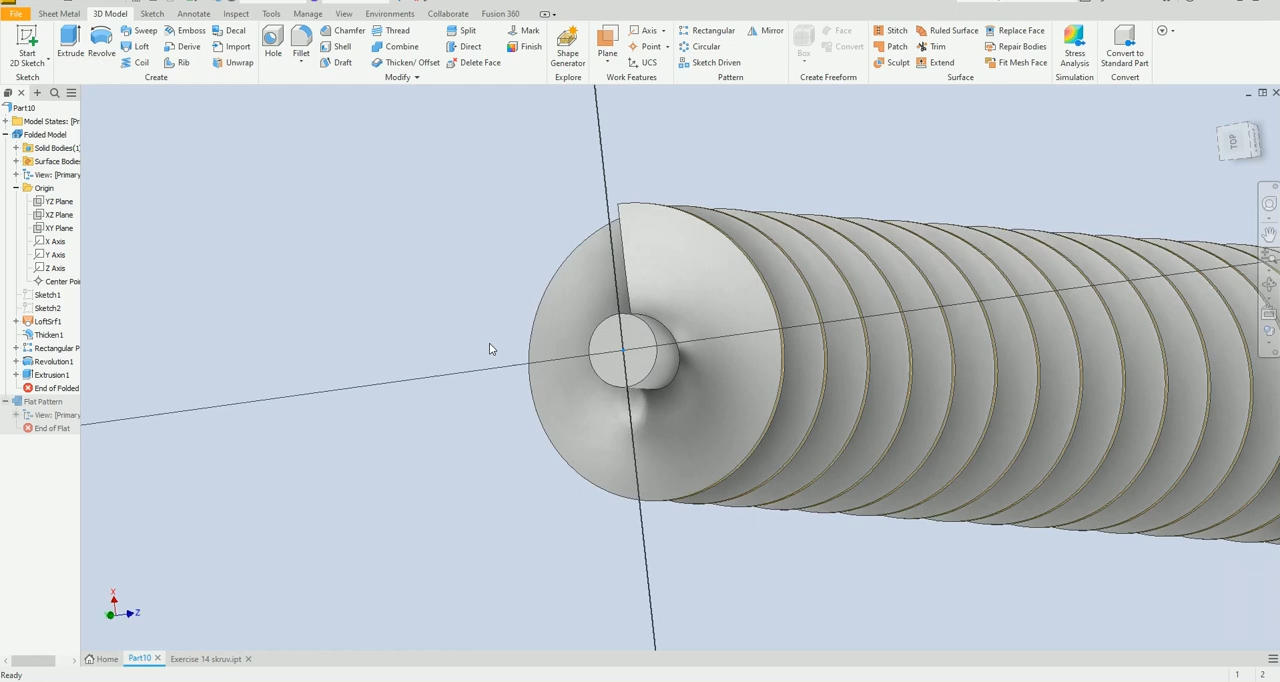 File Sheet Metal 3D Model Sketch Annotate Inspect Tools Manage View Environments Collaborate Fusion 360
Start
2D Sketch
Sketch
Extrude Revolve Sweep Emboss Decal
Loft Derive Import
Coil Rib Unwrap
Create
Hole Fillet Chamfer Thread Split Mark
Shell Combine Direct Finish
Draft Thicken/ Offset Delete Face
Modify
Shape
Generator
Explore
Plane Axis
Point
UCS
Work Features
Rectangular Mirror
Circular
Sketch Driven
Pattern
Box Face
Convert
Create Freeform
Stitch Ruled Surface Replace Face
Patch Trim Repair Bodies
Sculpt Extend Fit Mesh Face
Surface
Stress
Analysis
Simulation
Convert to
Standard Part
Convert
Part10
Model States: [Pr
Folded Model
Solid Bodies(1)
Surface Bodies
View: [Primary
Origin
YZ Plane
XZ Plane
XY Plane
X Axis
Y Axis
Z Axis
Center Poi
Sketch1
Sketch2
LoftSrf1
Thicken1
Rectangular P
Revolution1
Extrusion1
End of Folded
Flat Pattern
View: [Primary
End of Flat
TOP
X
Z
Home Part10 Exercise 14 skruv.ipt
Ready 1 2